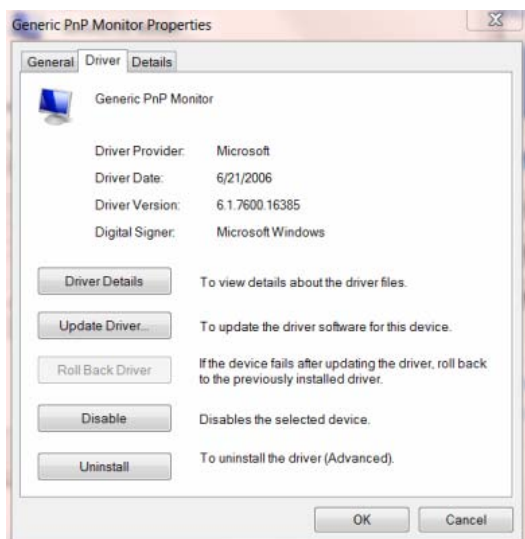 Generic PnP Monitor Properties
General Driver Details
Generic PnP Monitor
Driver Provider: Microsoft
Driver Date: 6/21/2006
Driver Version: 6.1.7600.16385
Digital Signer: Microsoft Windows
Driver Details To view details about the driver files.
Update Driver... To update the driver software for this device.
Roll Back Driver If the device fails after updating the driver, roll back
to the previously installed driver.
Disable Disables the selected device.
Uninstall To uninstall the driver (Advanced).
OK Cancel